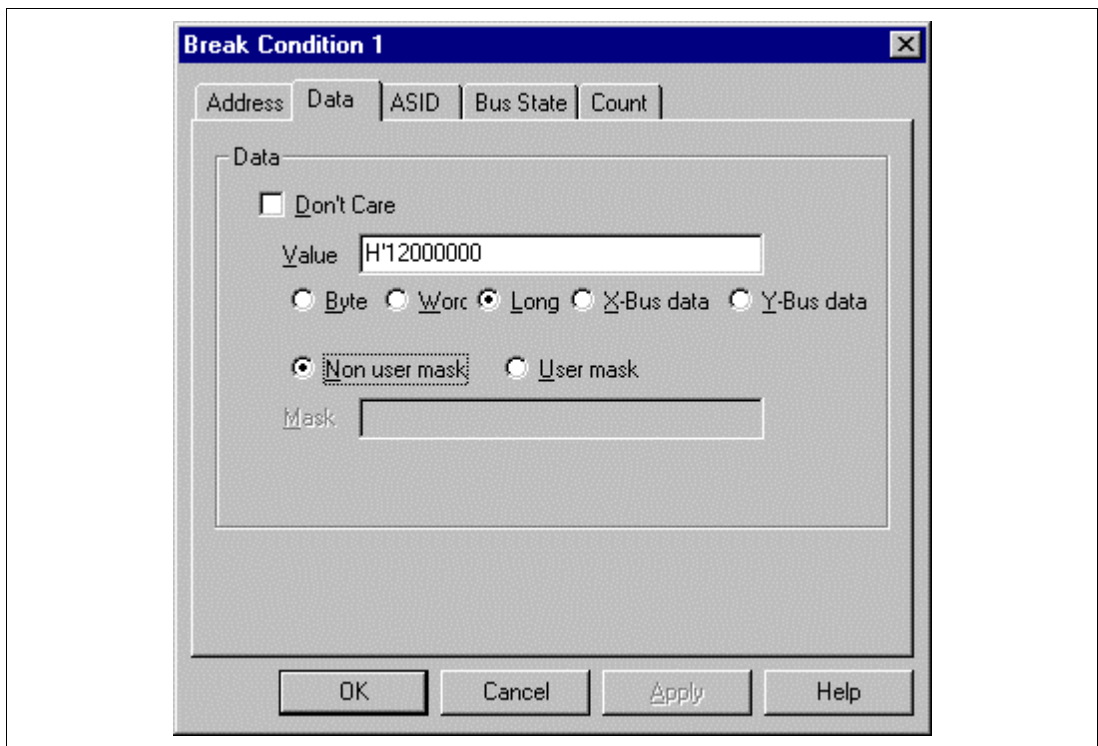 Break Condition 1
Address Data ASID Bus State Count
Data
Don't Care
Value H'12000000
Byte Worc Long X-Bus data Y-Bus data
Non user mask User mask
Mask
OK Cancel Apply Help